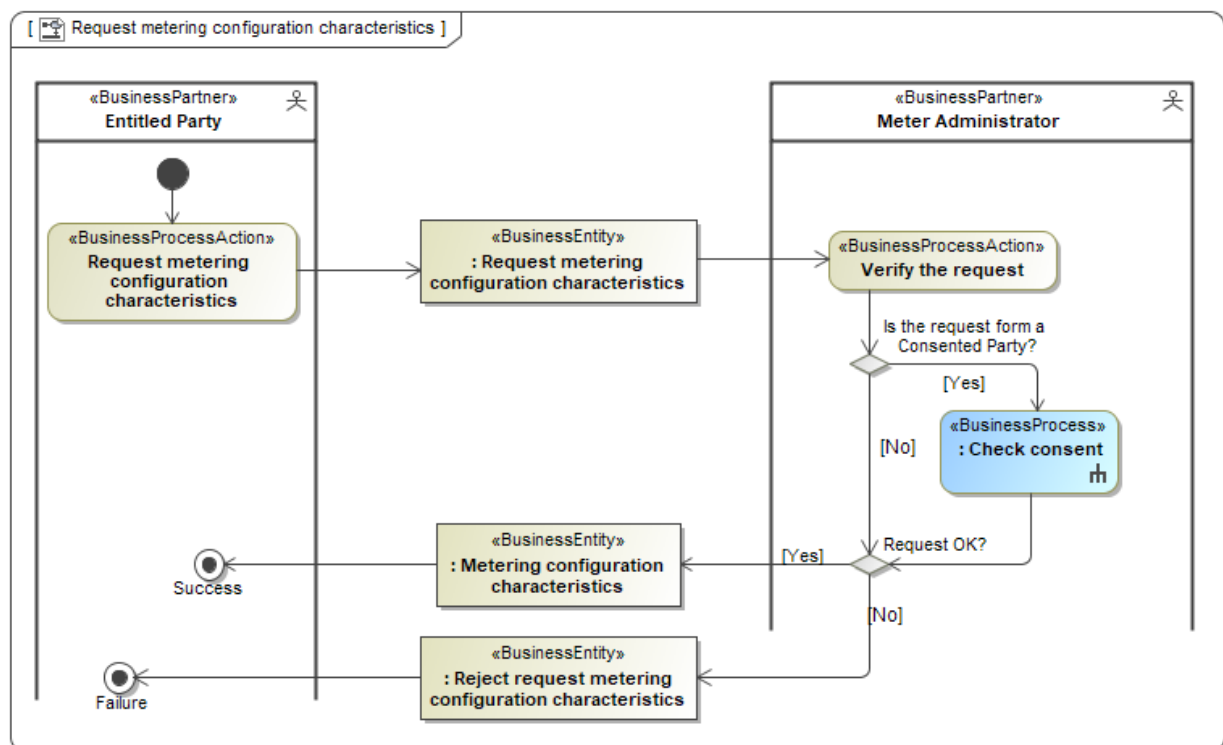 [ Request metering configuration characteristics ]
«BusinessPartner»
Entitled Party
«BusinessPartner»
Meter Administrator
«BusinessProcessAction»
Request metering
configuration
characteristics
«BusinessEntity»
: Request metering
configuration characteristics
«BusinessProcessAction»
Verify the request
Is the request form a
Consented Party?
[Yes]
[No]
«BusinessProcess»
: Check consent
Request OK?
[Yes]
[No]
«BusinessEntity»
: Metering configuration
characteristics
Success
«BusinessEntity»
: Reject request metering
configuration characteristics
Failure